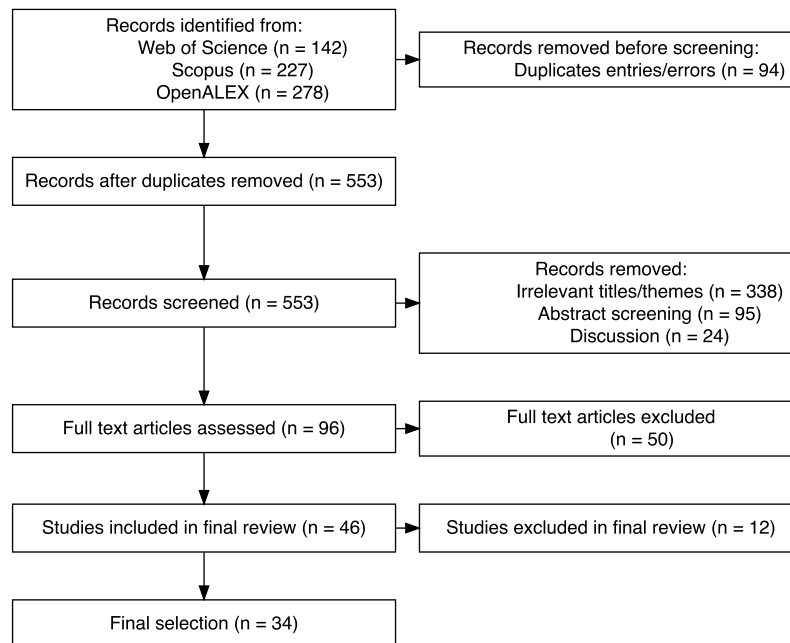 Records identified from:
Web of Science (n = 142)
Scopus (n = 227)
OpenALEX (n = 278)
Records removed before screening:
Duplicates entries/errors (n = 94)
Records after duplicates removed (n = 553)
Records screened (n = 553)
Records removed:
Irrelevant titles/themes (n = 338)
Abstract screening (n = 95)
Discussion (n = 24)
Full text articles assessed (n = 96)
Full text articles excluded
(n = 50)
Studies included in final review (n = 46)
Studies excluded in final review (n = 12)
Final selection (n = 34)